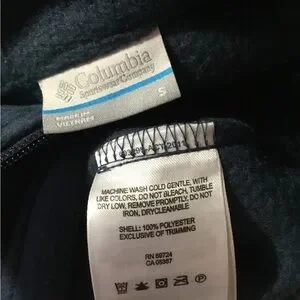 Columbia
Sportswear Company
MADE IN
VIETNAM
S
MACHINE WASH COLD GENTLE, WITH
LIKE COLORS, DO NOT BLEACH, TUMBLE
DRY LOW, REMOVE PROMPTLY, DO NOT
IRON, DRYCLEANABLE
SHELL: 100% POLYESTER
EXCLUSIVE OF TRIMMING
RN 69724
CA 05367